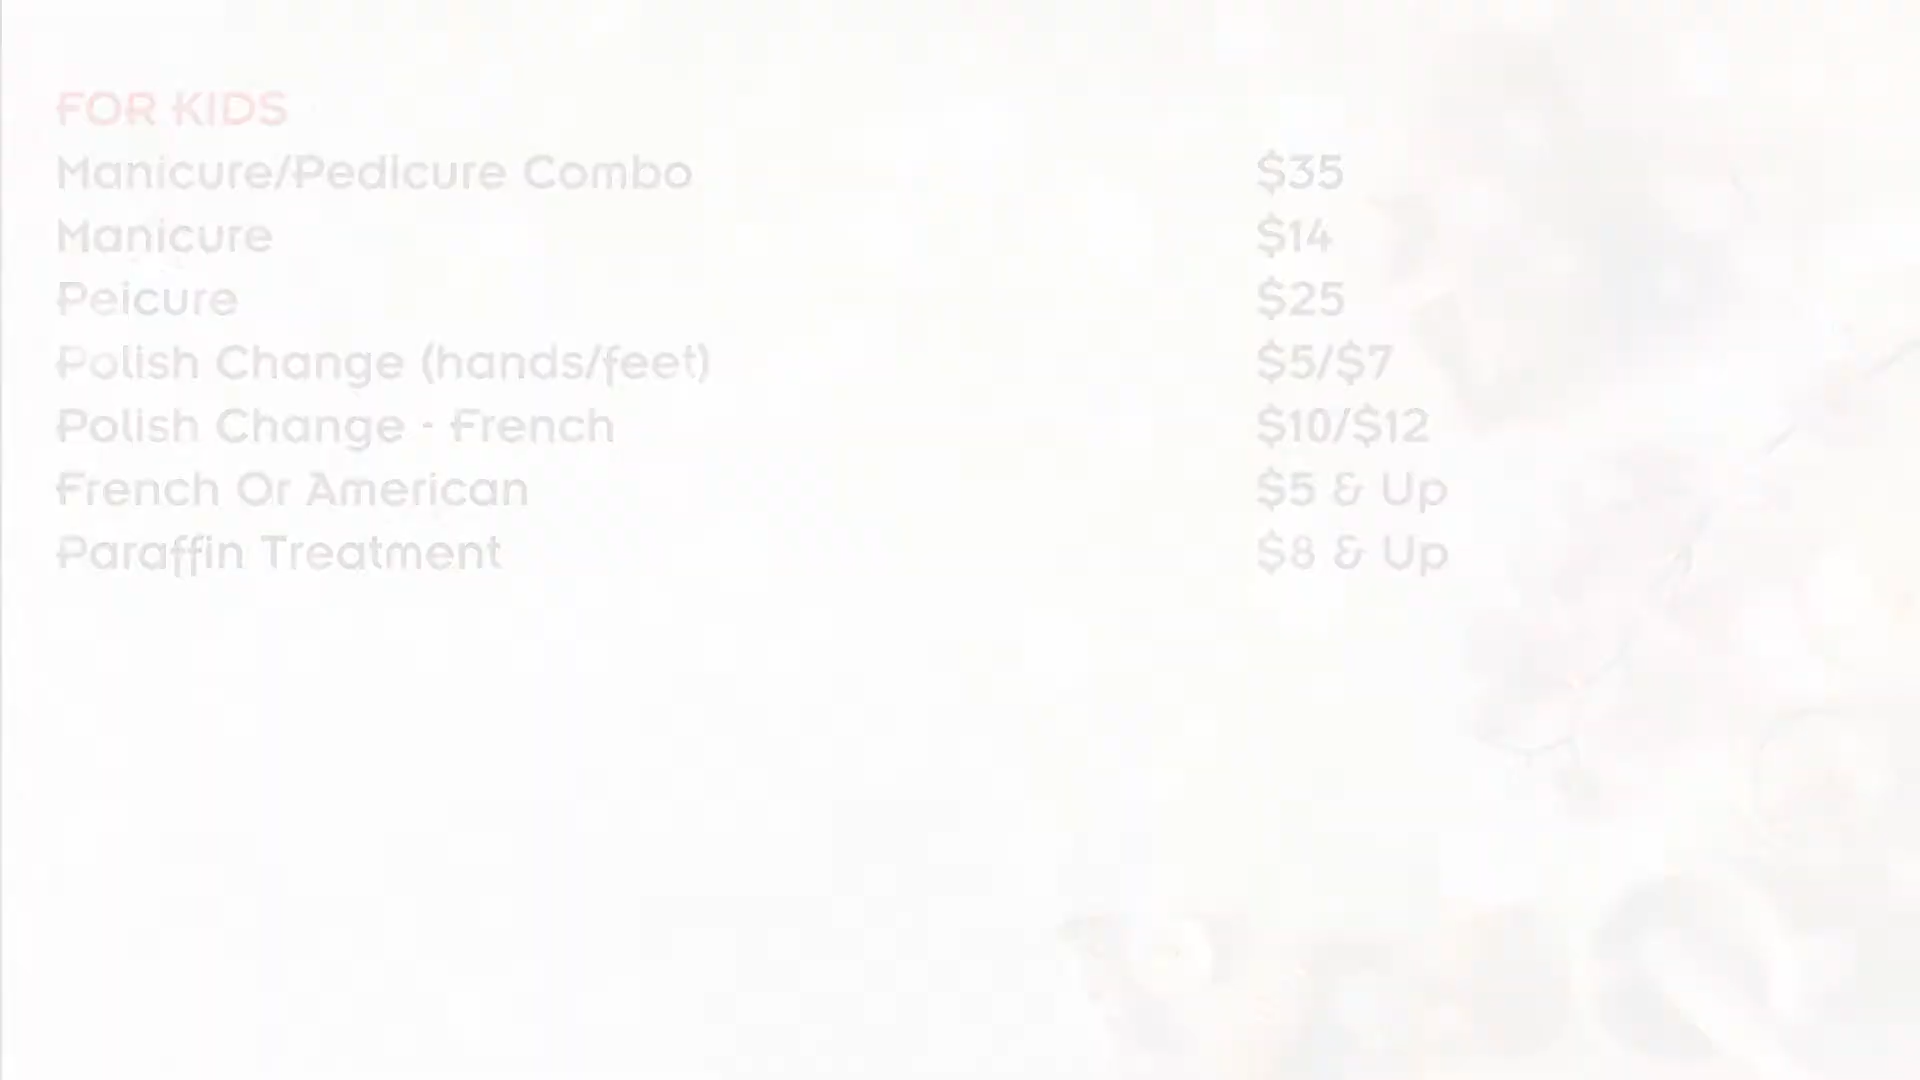 FOR KIDS
Manicure/Pedicure Combo $35
Manicure $14
Peicure $25
Polish Change (hands/feet) $5/$7
Polish Change - French $10/$12
French Or American $5 & Up
Paraffin Treatment $8 & Up